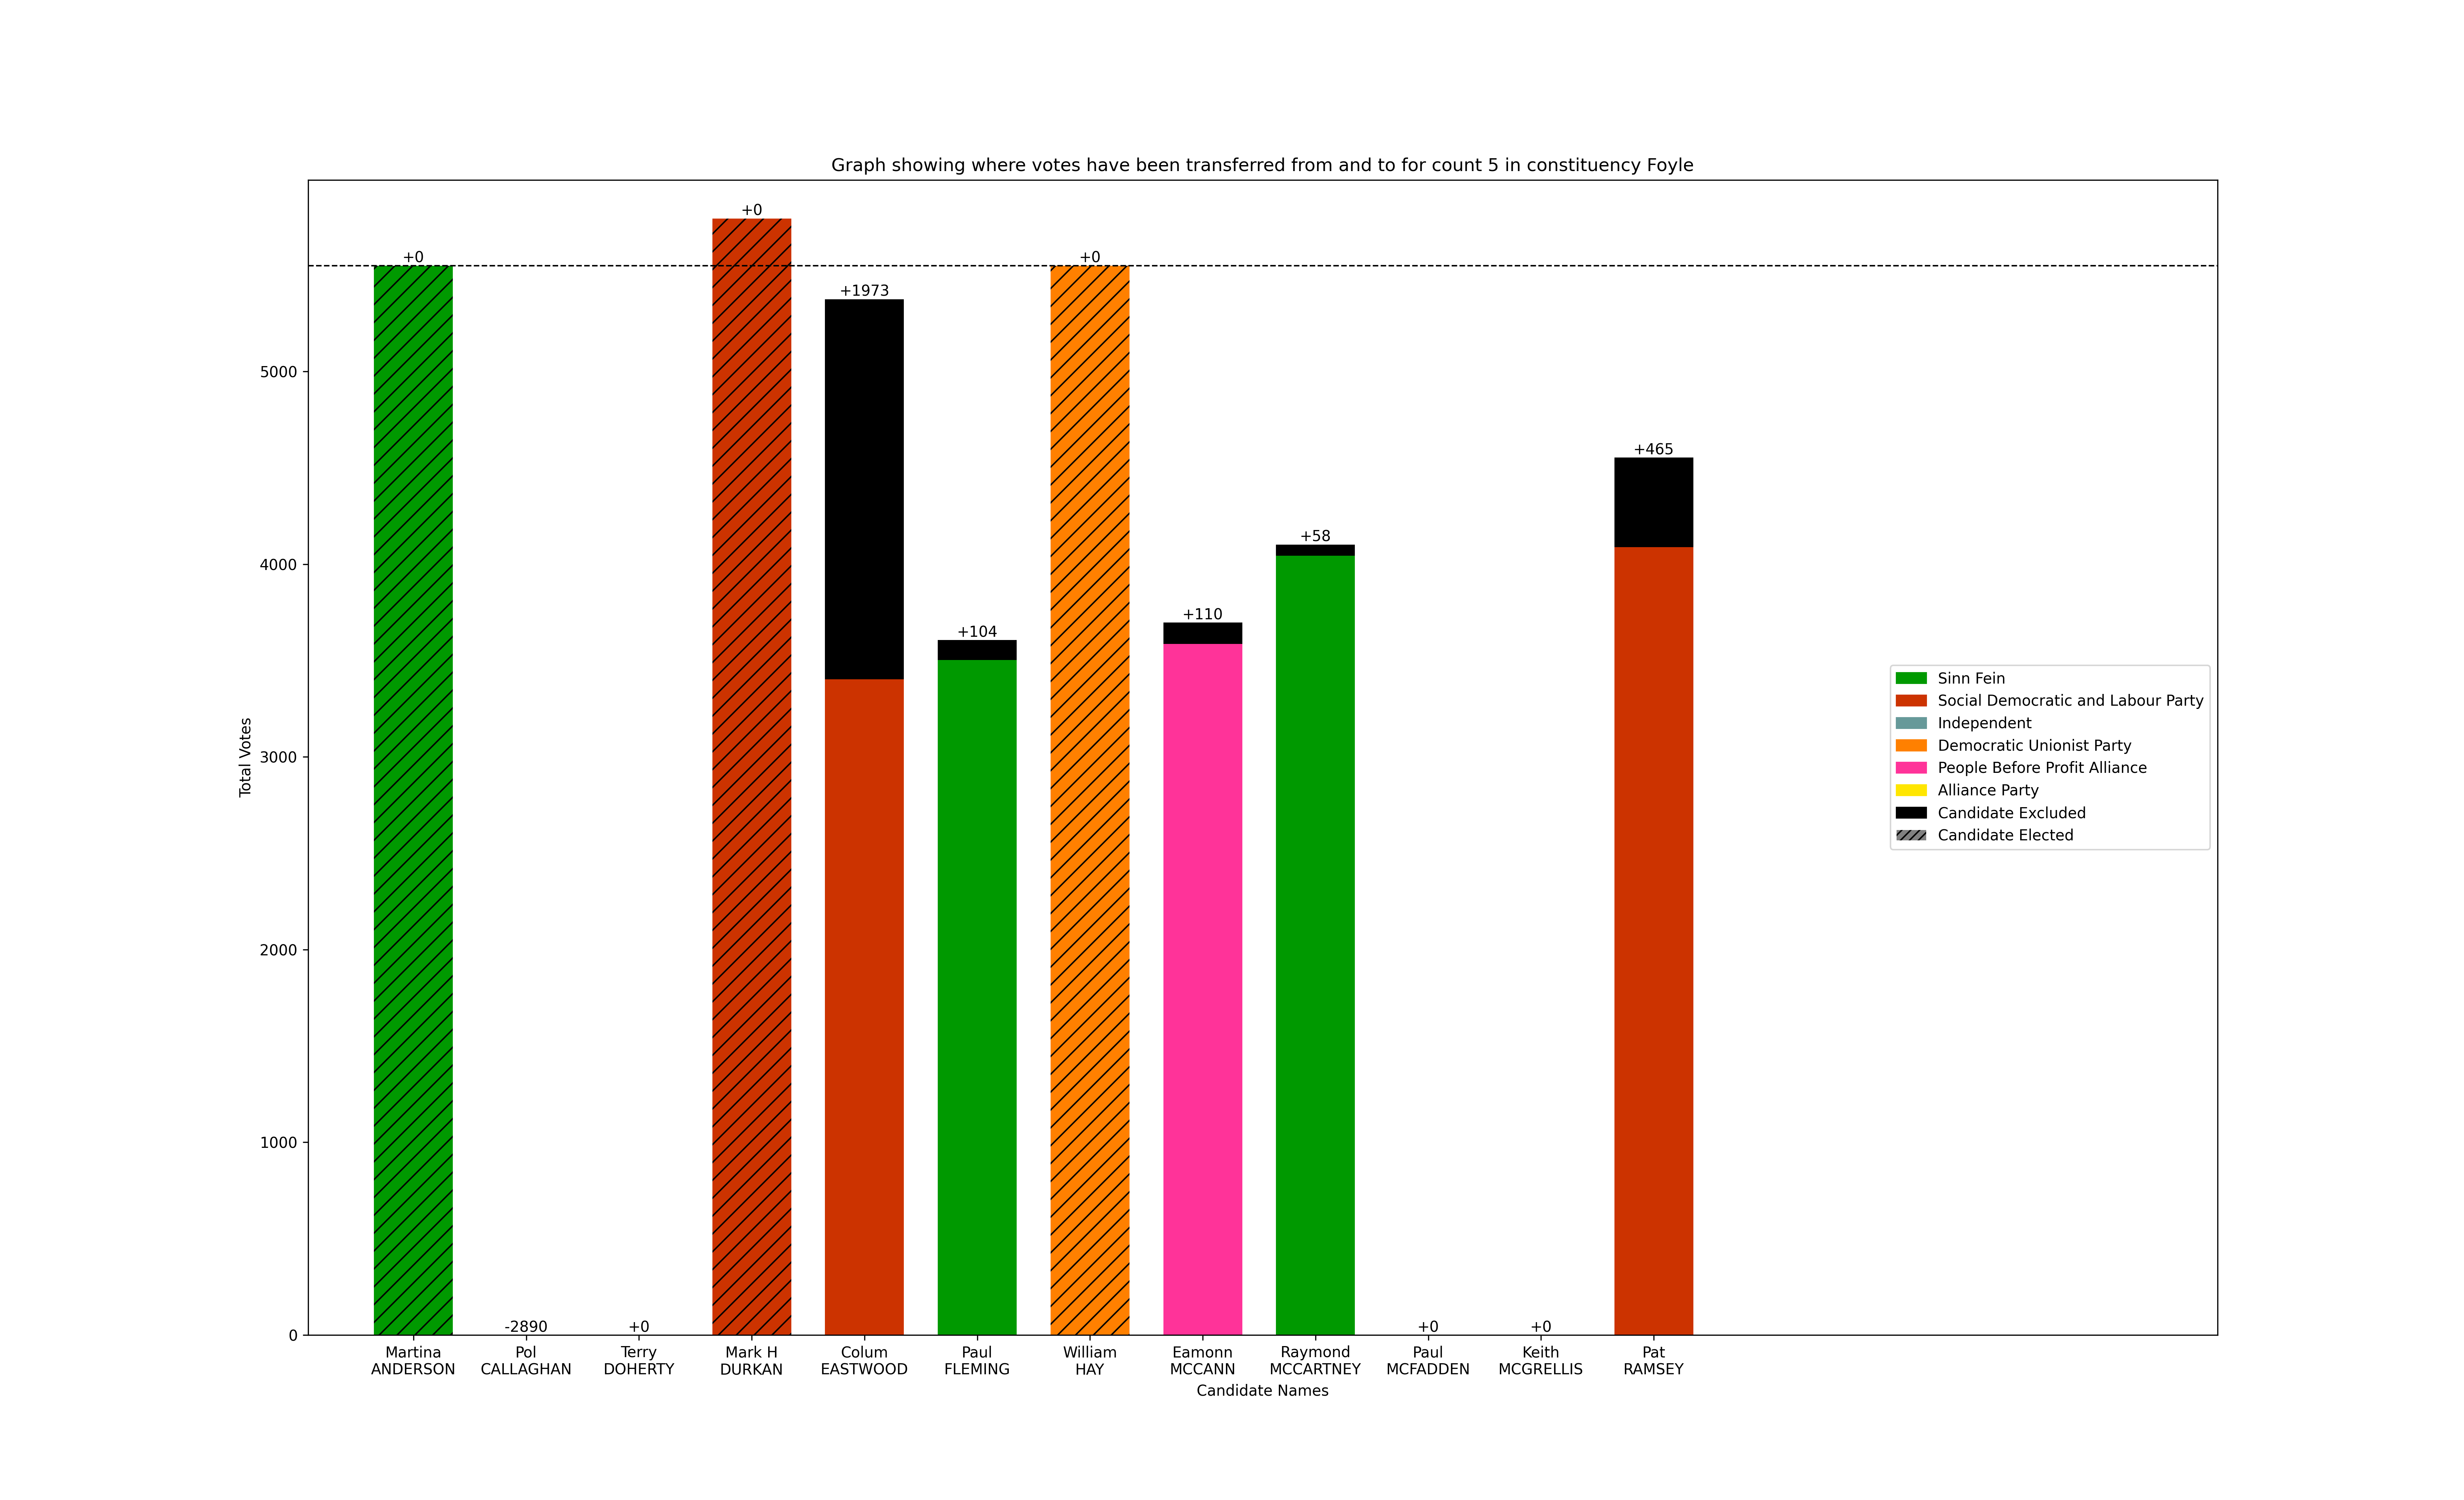 Graph showing where votes have been transferred from and to for count 5 in constituency Foyle
Total Votes
5000
4000
3000
2000
1000
0
+0
-2890
+0
+0
+1973
+104
+0
+110
+58
+0
+0
+465
Martina
ANDERSON
Pol
CALLAGHAN
Terry
DOHERTY
Mark H
DURKAN
Colum
EASTWOOD
Paul
FLEMING
William
HAY
Eamonn
MCCANN
Raymond
MCCARTNEY
Paul
MCFADDEN
Keith
MCGRELLIS
Pat
RAMSEY
Candidate Names
Sinn Fein
Social Democratic and Labour Party
Independent
Democratic Unionist Party
People Before Profit Alliance
Alliance Party
Candidate Excluded
Candidate Elected